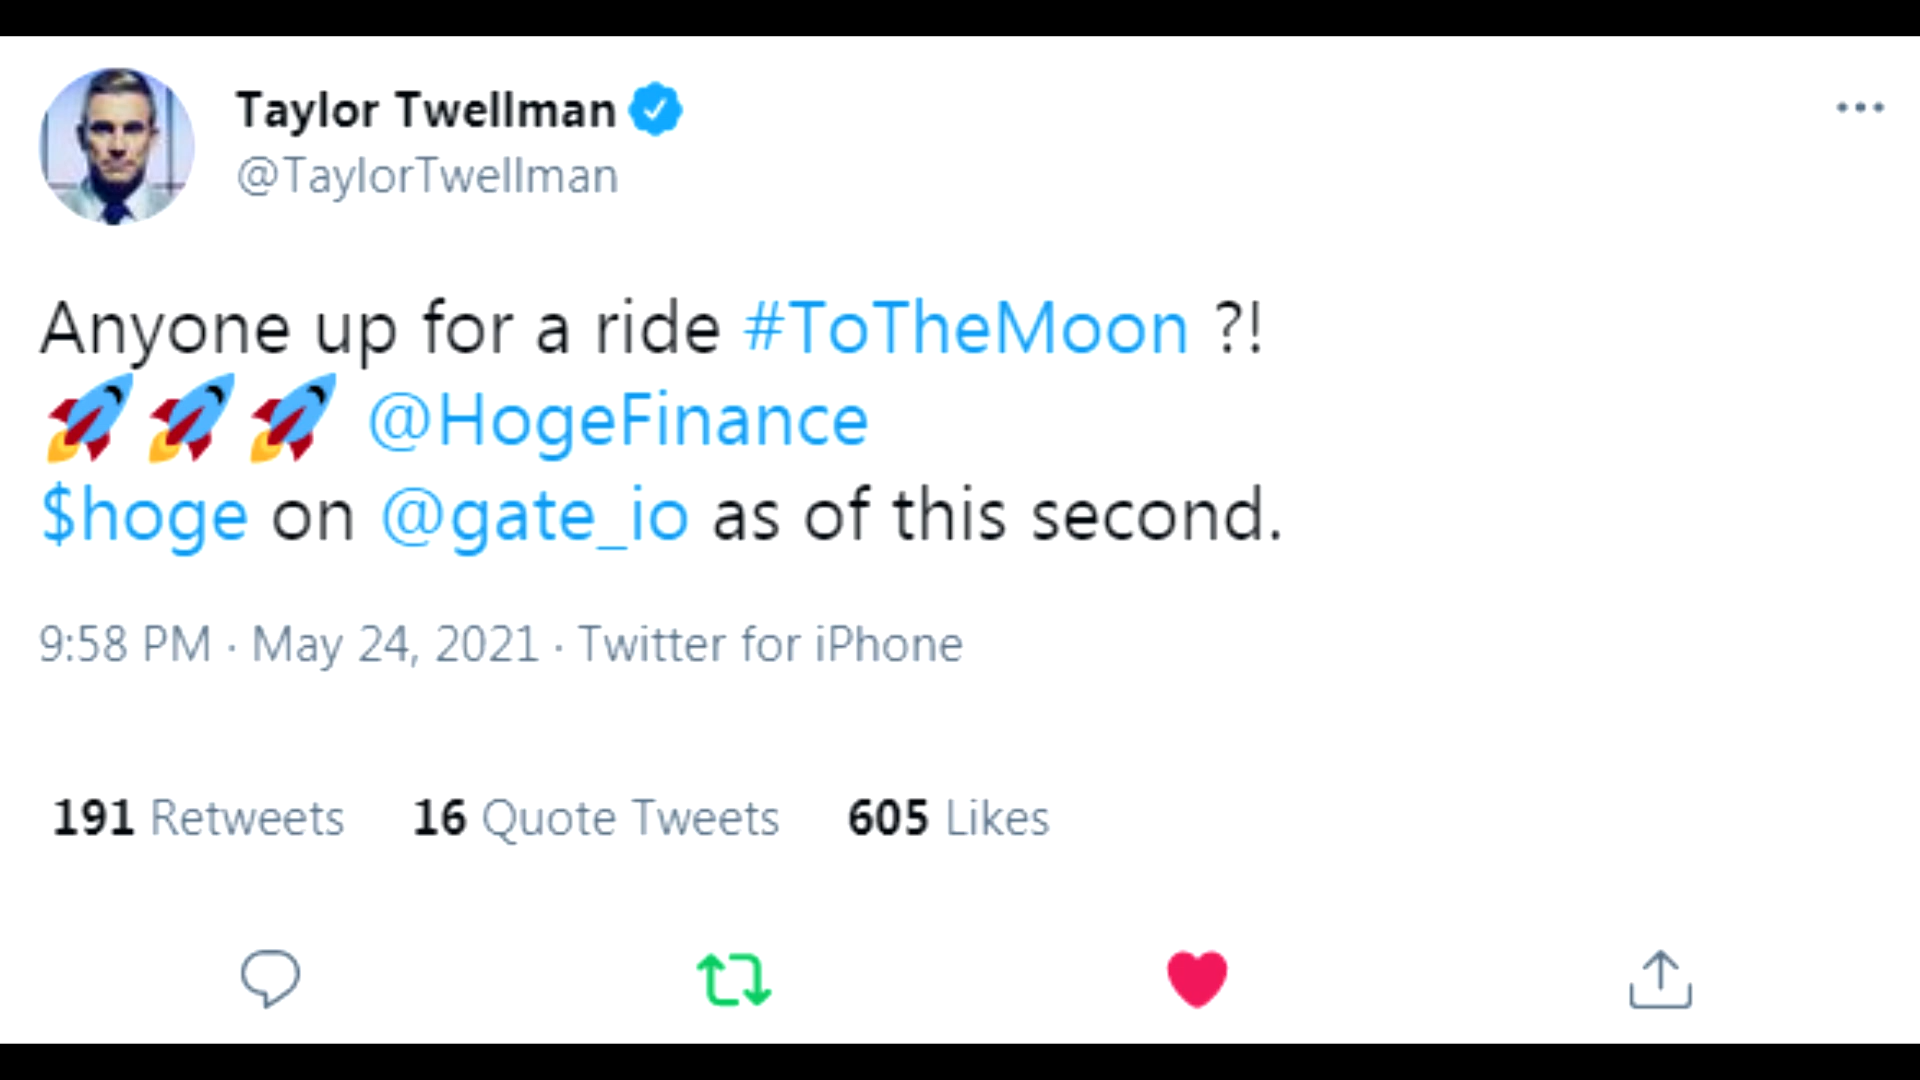 Taylor Twellman
@TaylorTwellman
Anyone up for a ride #ToTheMoon ?!
🚀🚀🚀 @HogeFinance
$hoge on @gate_io as of this second.
9:58 PM · May 24, 2021 · Twitter for iPhone
191 Retweets 16 Quote Tweets 605 Likes